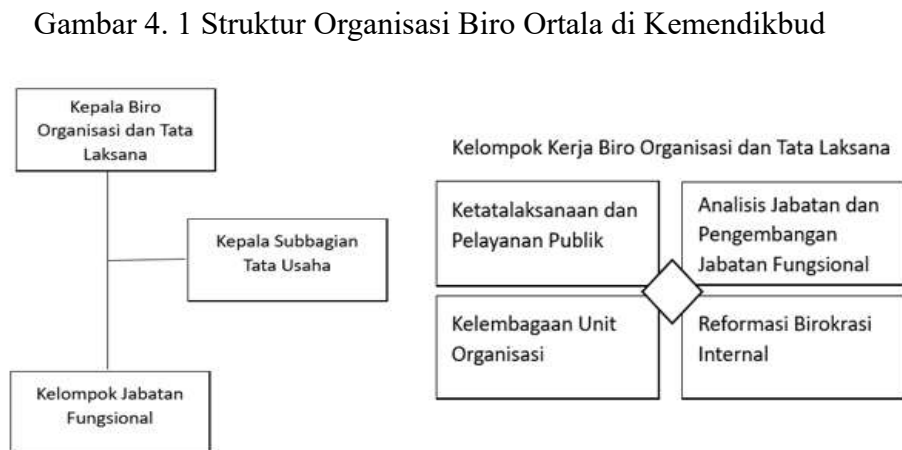 Gambar 4. 1 Struktur Organisasi Biro Ortala di Kemendikbud
Kepala Biro
Organisasi dan Tata
Laksana
Kepala Subbagian
Tata Usaha
Kelompok Jabatan
Fungsional
Kelompok Kerja Biro Organisasi dan Tata Laksana
Ketatalaksanaan dan
Pelayanan Publik
Analisis Jabatan dan
Pengembangan
Jabatan Fungsional
Kelembagaan Unit
Organisasi
Reformasi Birokrasi
Internal